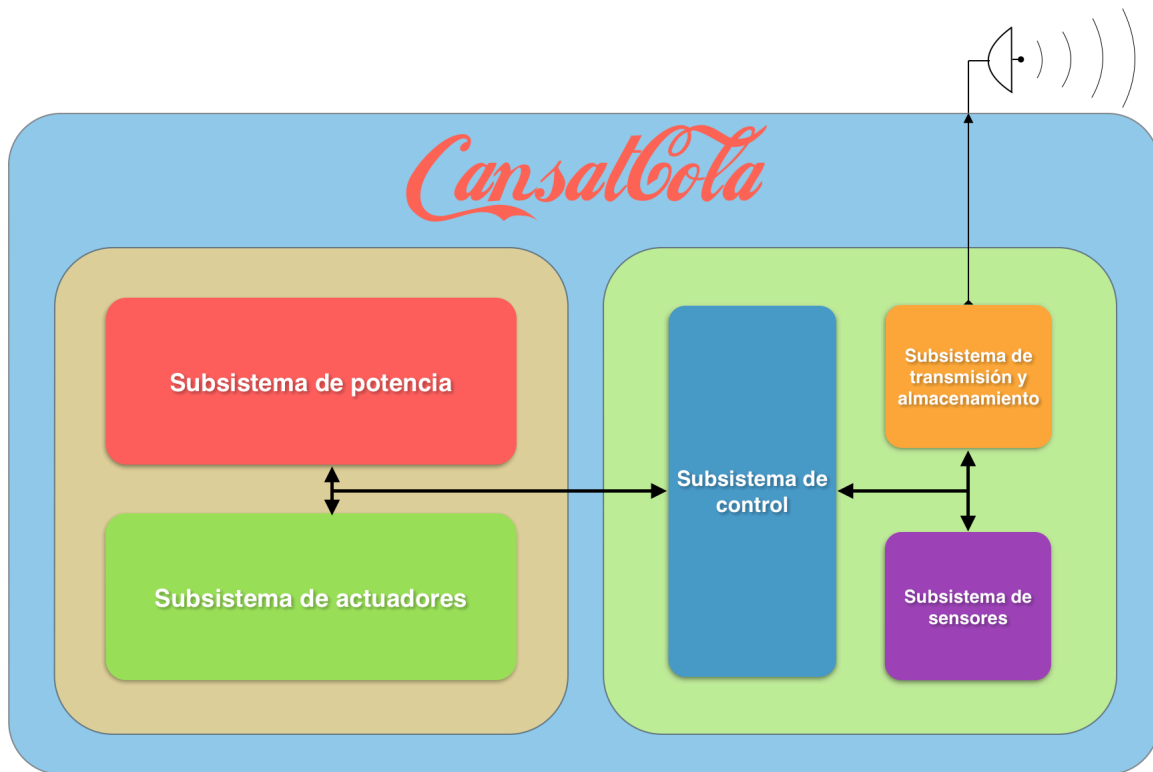 CansatCola
Subsistema de potencia
Subsistema de actuadores
Subsistema de
control
Subsistema de
transmisión y
almacenamiento
Subsistema de
sensores